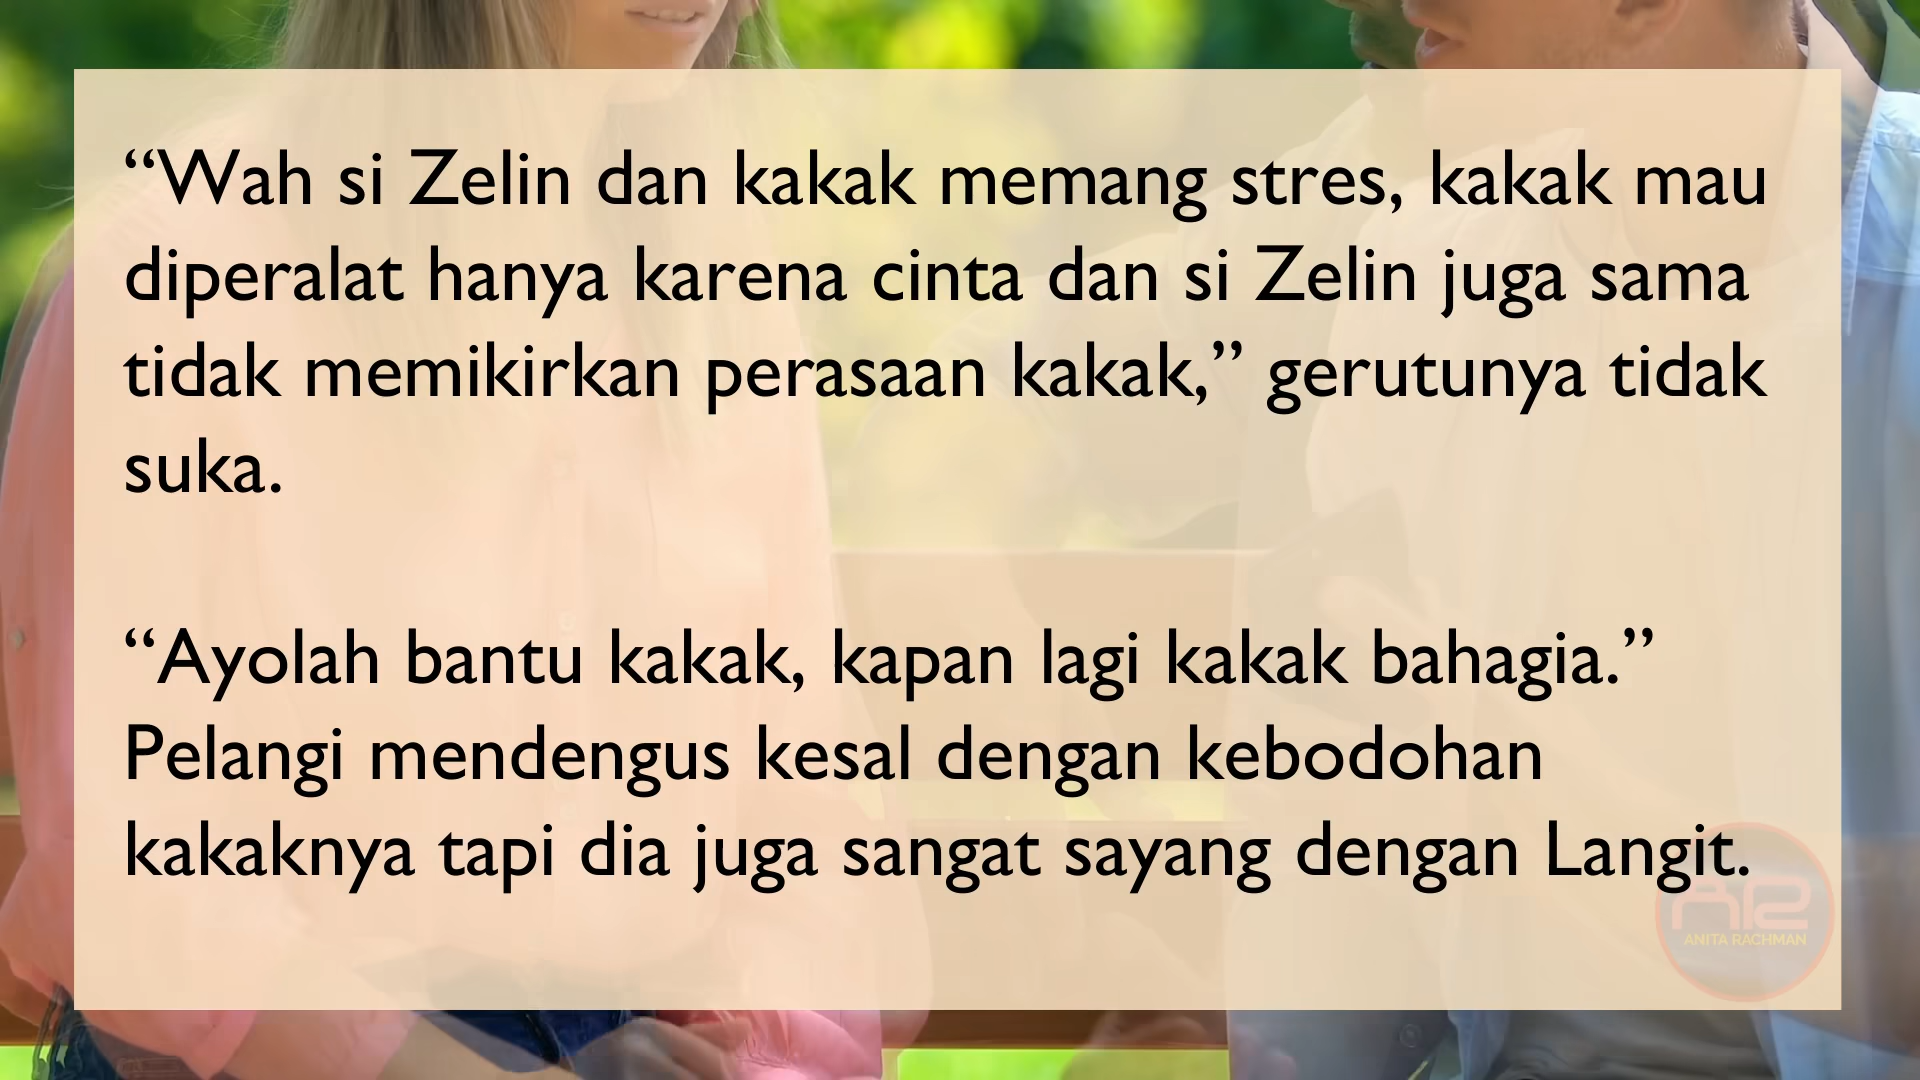 “Wah si Zelin dan kakak memang stres, kakak mau
diperalat hanya karena cinta dan si Zelin juga sama
tidak memikirkan perasaan kakak,” gerutunya tidak
suka.
“Ayolah bantu kakak, kapan lagi kakak bahagia.”
Pelangi mendengus kesal dengan kebodohan
kakaknya tapi dia juga sangat sayang dengan Langit.
AR
ANITA RACHMAN